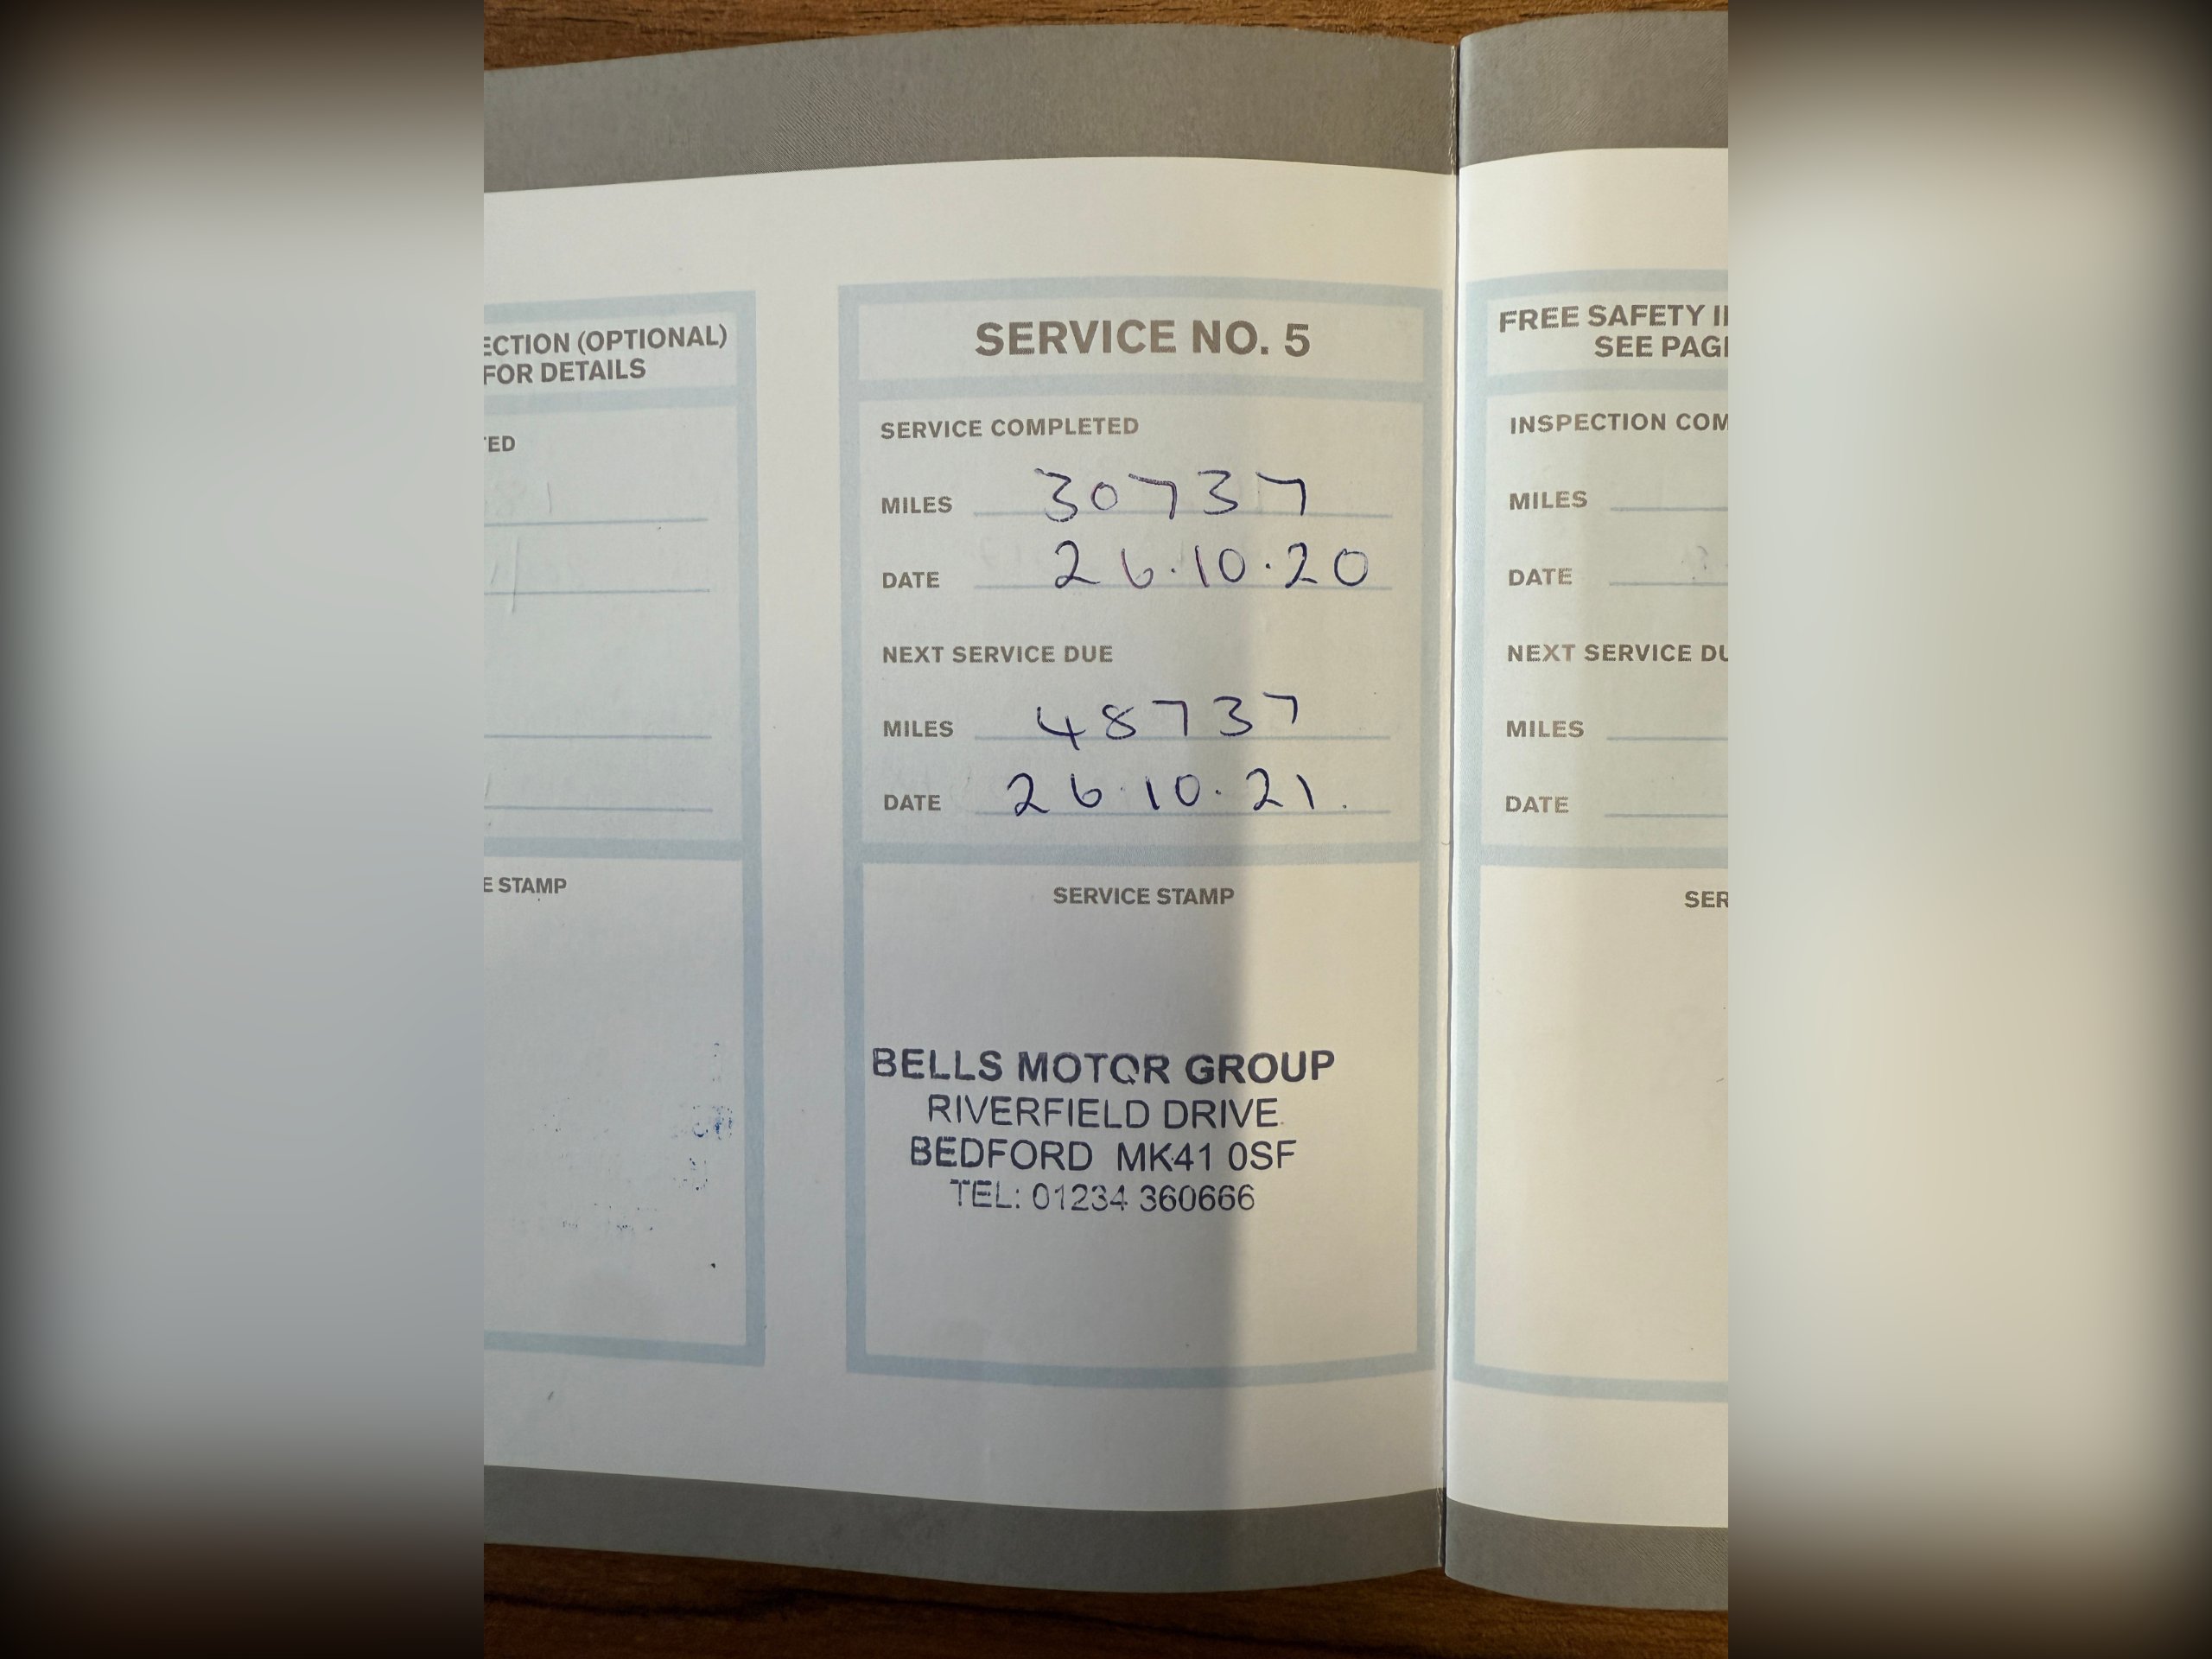 ECTION (OPTIONAL)
FOR DETAILS
TED
E STAMP
SERVICE NO. 5
SERVICE COMPLETED
MILES 30737
DATE 26.10.20
NEXT SERVICE DUE
MILES 48737
DATE 26.10.21.
SERVICE STAMP
BELLS MOTOR GROUP
RIVERFIELD DRIVE
BEDFORD MK41 0SF
TEL: 01234 360666
FREE SAFETY I
SEE PAG
INSPECTION COM
MILES
DATE
NEXT SERVICE DU
MILES
DATE
SER